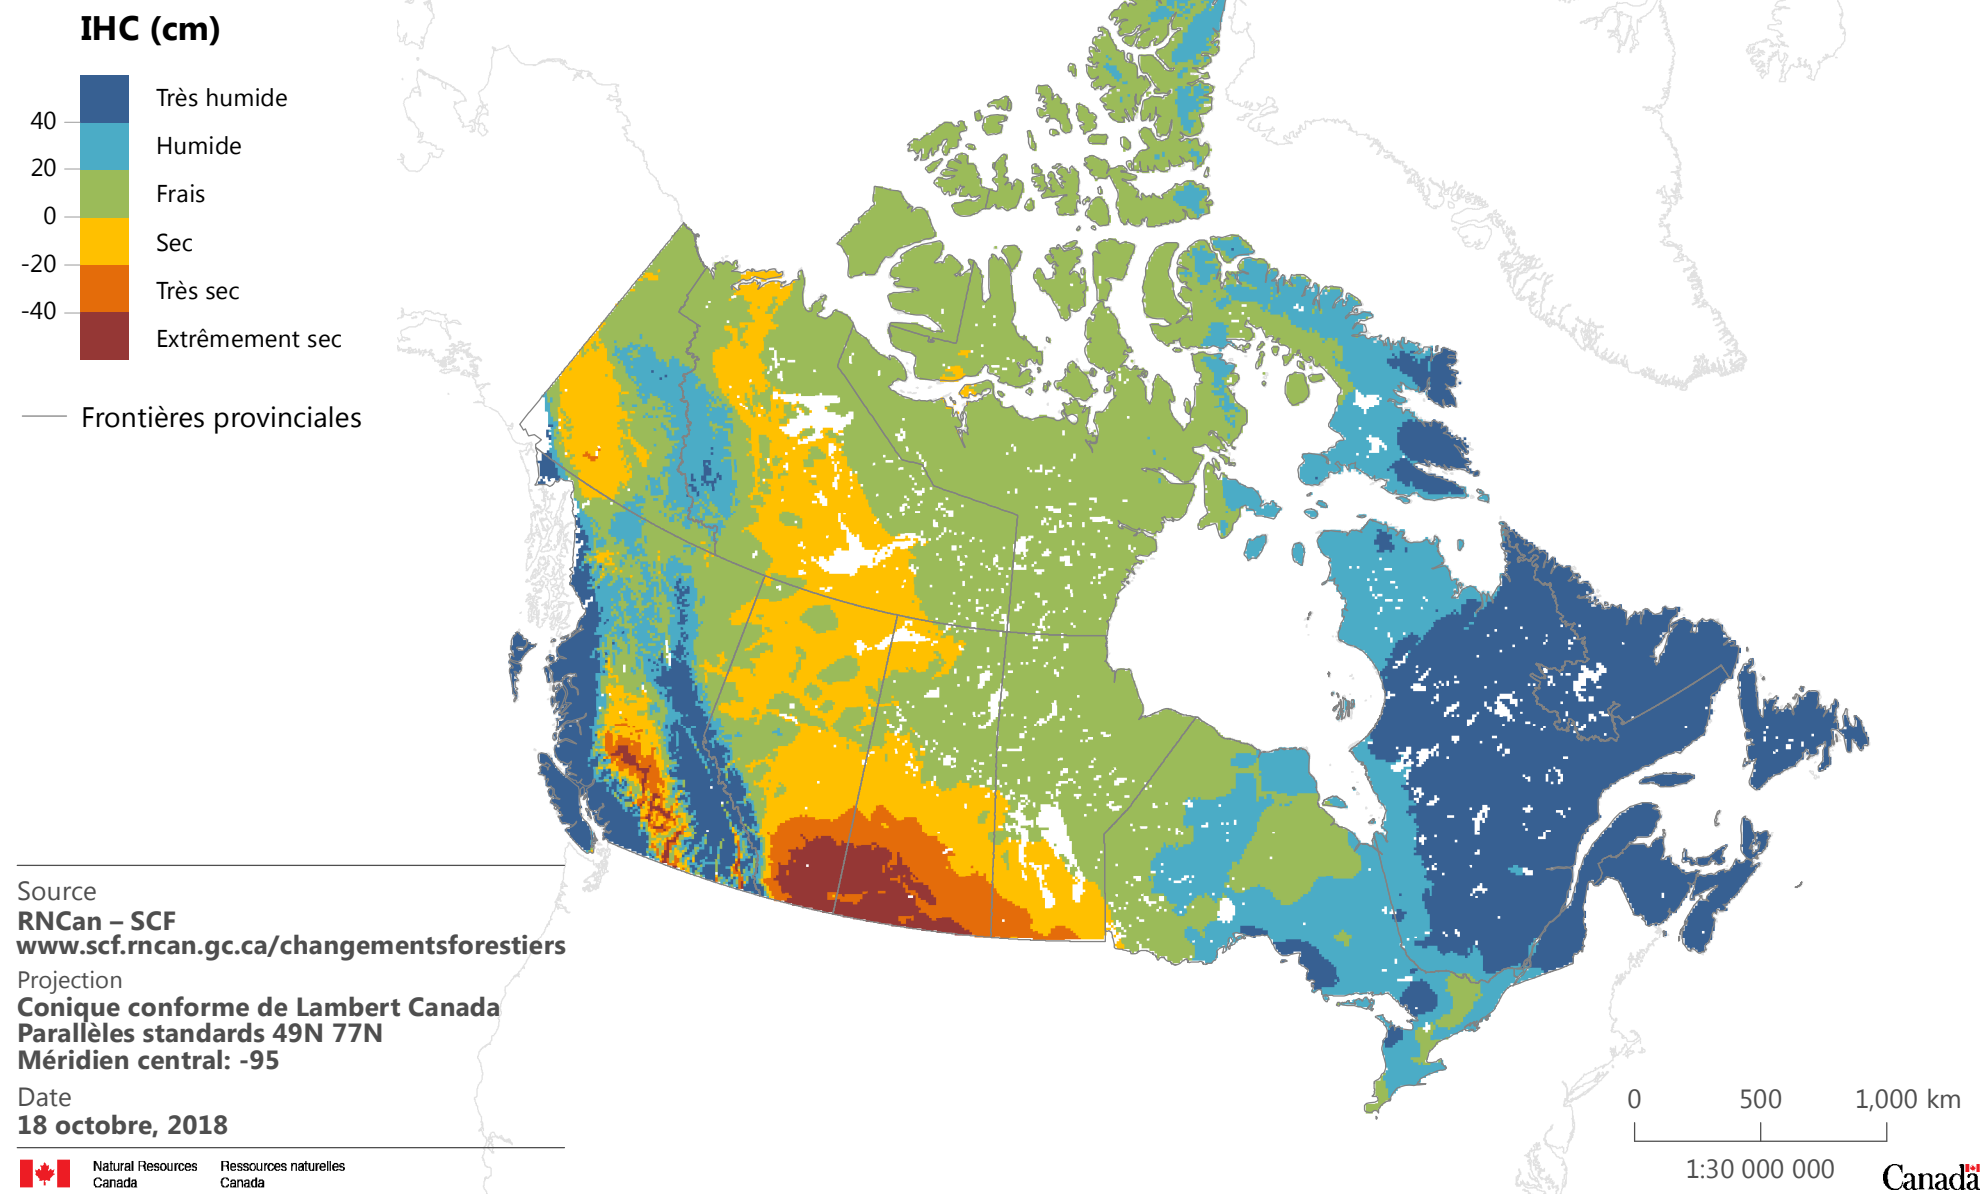 IHC (cm)
Très humide
40
Humide
20
Frais
0
Sec
-20
Très sec
-40
Extrêmement sec
Frontières provinciales
Source
RNCan – SCF
www.scf.rncan.gc.ca/changementsforestiers
Projection
Conique conforme de Lambert Canada
Parallèles standards 49N 77N
Méridien central: -95
Date
18 octobre, 2018
Natural Resources Canada
Ressources naturelles Canada
0 500 1,000 km
1:30 000 000
Canada